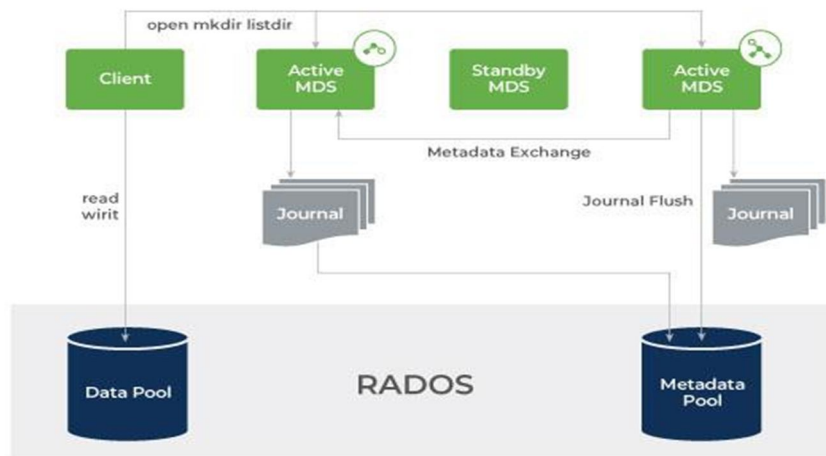 open mkdir listdir
Client
Active
MDS
Standby
MDS
Active
MDS
Metadata Exchange
read
wirit
Journal
Journal Flush
Journal
Data Pool
RADOS
Metadata
Pool